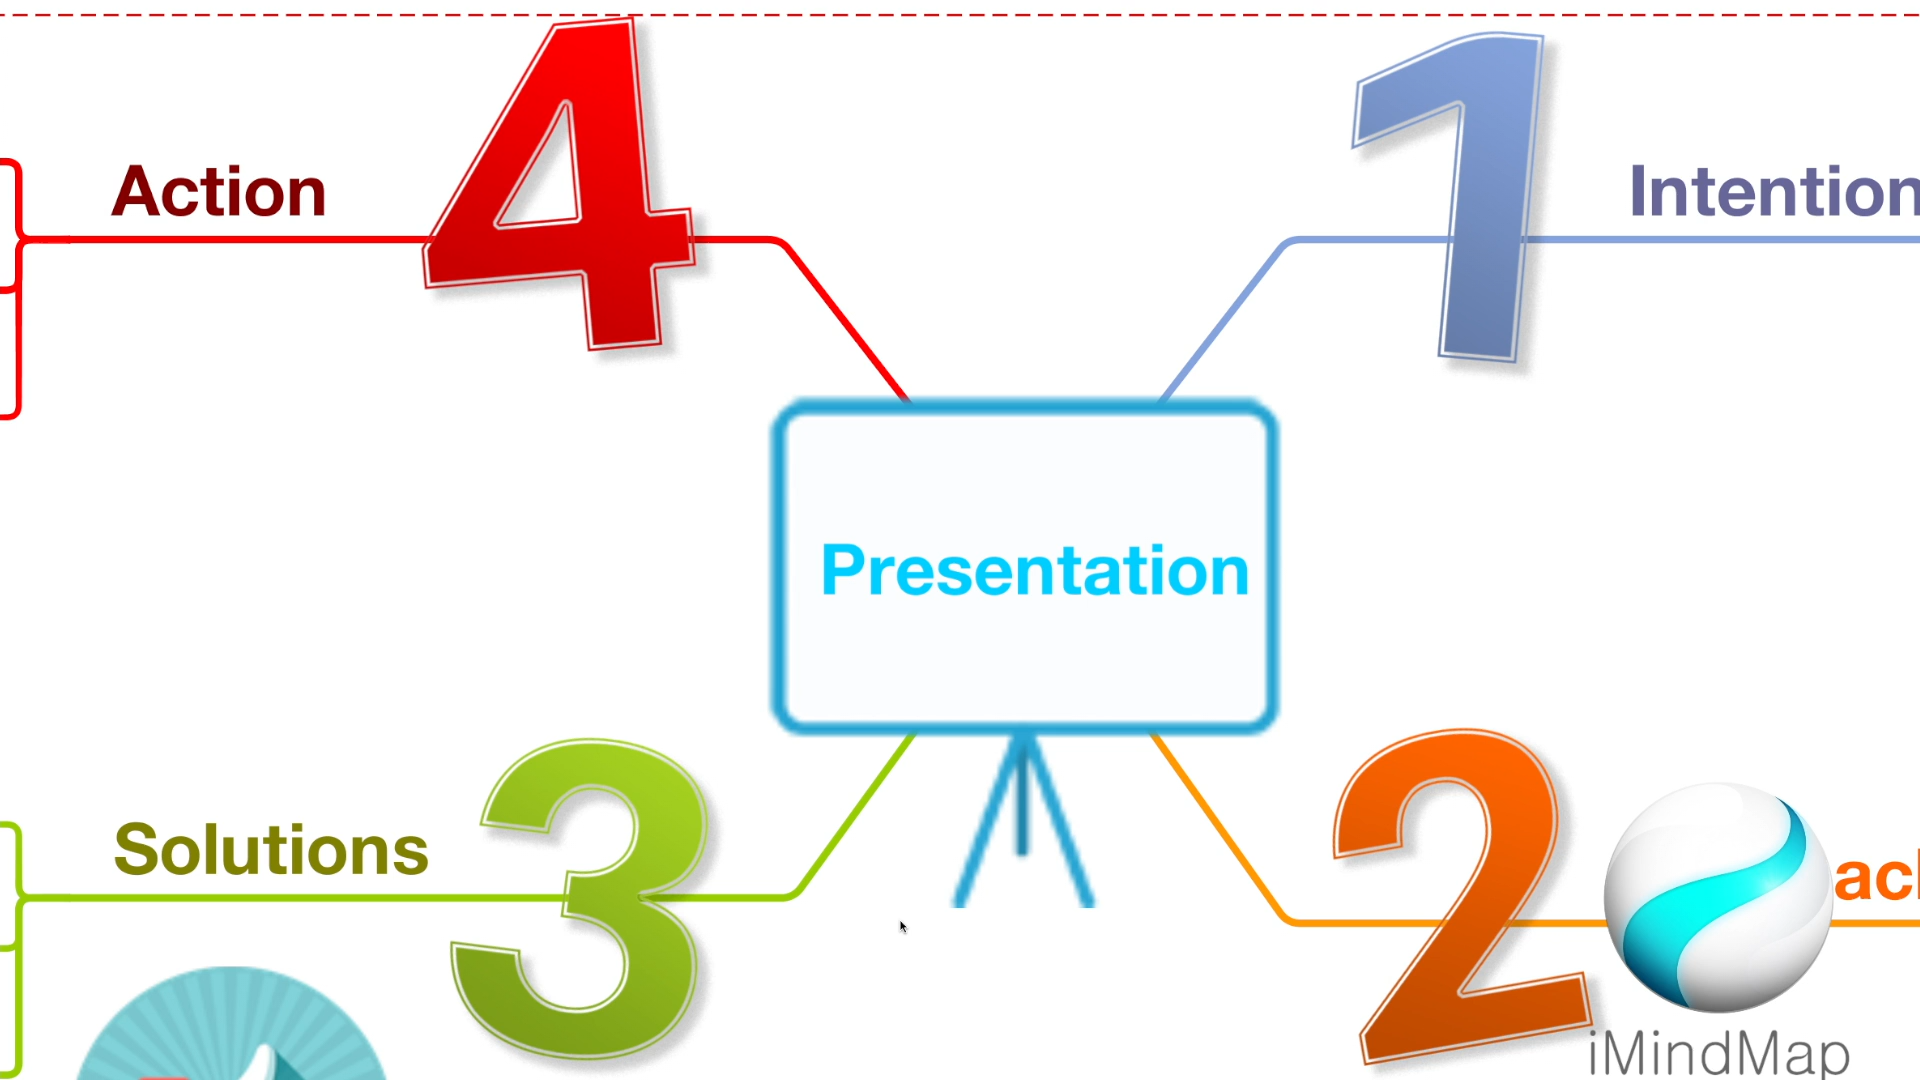 4
1
Action
Intention
Presentation
3
2
Solutions
iMindMap